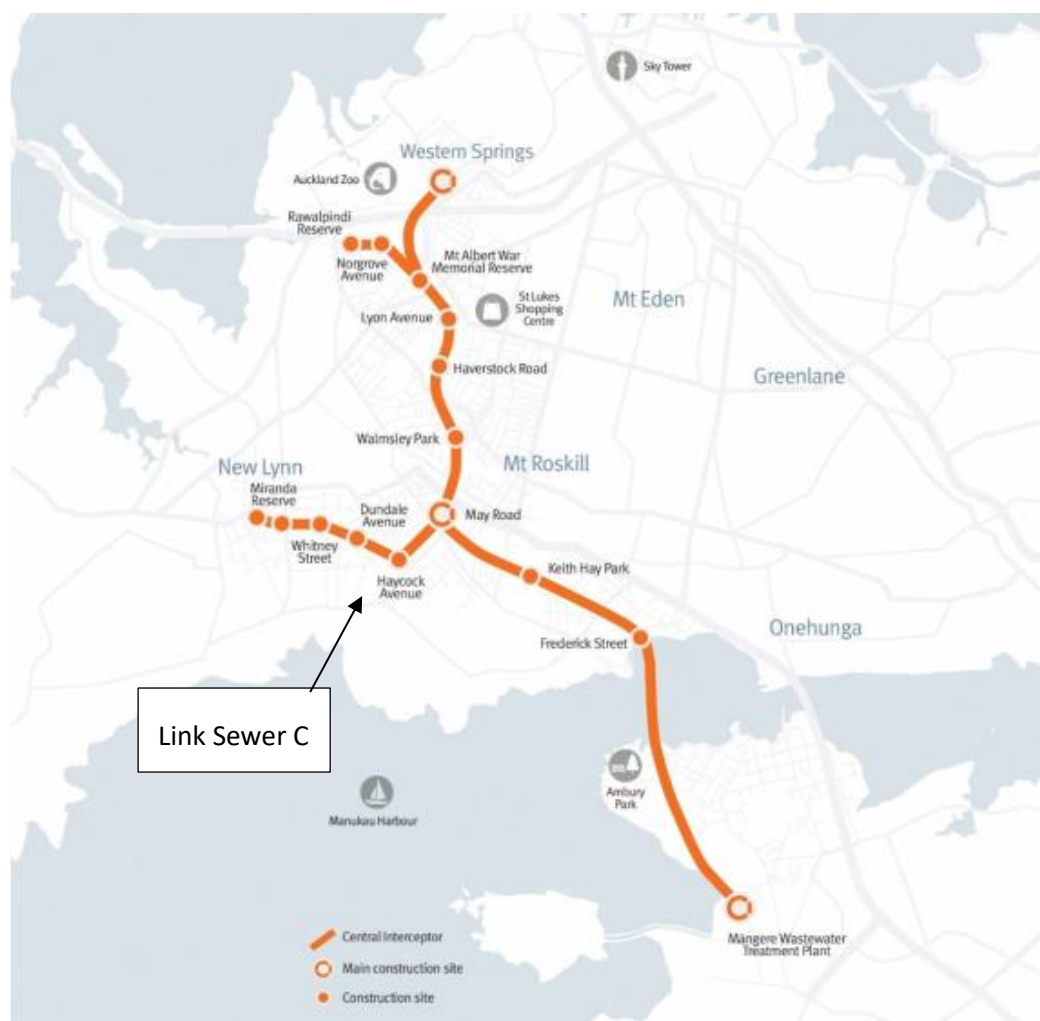 Sky Tower
Western Springs
Auckland Zoo
Rawalpindi
Reserve
Norgrove
Avenue
Mt Albert War
Memorial Reserve
St Lukes
Shopping
Centre
Mt Eden
Lyon Avenue
Haverstock Road
Greenlane
Walmsley Park
Mt Roskill
New Lynn
Miranda
Reserve
Dundale
Avenue
May Road
Whitney
Street
Haycock
Avenue
Keith Hay Park
Onehunga
Frederick Street
Link Sewer C
Ambury
Park
Manukau Harbour
Māngere Wastewater
Treatment Plant
Central Interceptor
Main construction site
Construction site